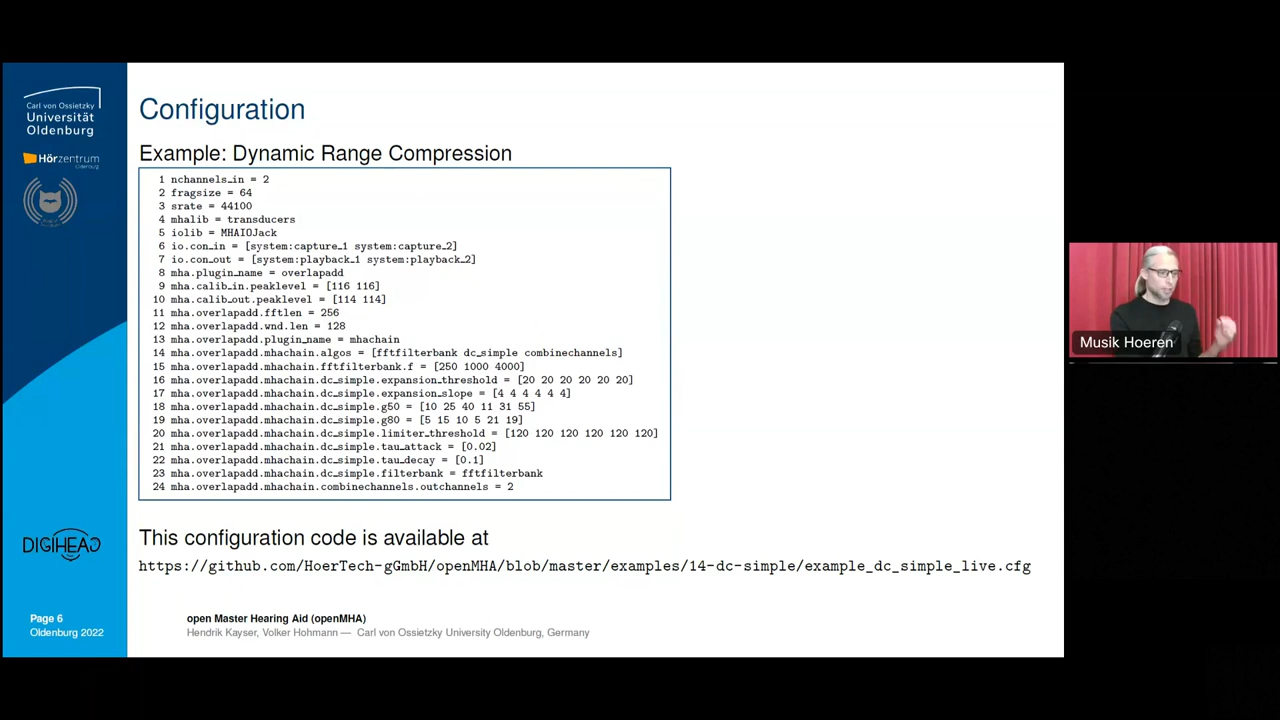 Carl von Ossietzky
Universität
Oldenburg
Hörzentrum
Oldenburg
DIGIHEAD
Page 6
Oldenburg 2022
Configuration
Example: Dynamic Range Compression
1 nchannels_in = 2
2 fragsize = 64
3 srate = 44100
4 mhalib = transducers
5 iolib = MHAIOJack
6 io.con_in = [system:capture_1 system:capture_2]
7 io.con_out = [system:playback_1 system:playback_2]
8 mha.plugin_name = overlapadd
9 mha.calib_in.peaklevel = [116 116]
10 mha.calib_out.peaklevel = [114 114]
11 mha.overlapadd.fftlen = 256
12 mha.overlapadd.wnd.len = 128
13 mha.overlapadd.plugin_name = mhachain
14 mha.overlapadd.mhachain.algos = [fftfilterbank dc_simple combinechannels]
15 mha.overlapadd.mhachain.fftfilterbank.f = [250 1000 4000]
16 mha.overlapadd.mhachain.dc_simple.expansion_threshold = [20 20 20 20 20 20]
17 mha.overlapadd.mhachain.dc_simple.expansion_slope = [4 4 4 4 4 4]
18 mha.overlapadd.mhachain.dc_simple.g50 = [10 25 40 11 31 55]
19 mha.overlapadd.mhachain.dc_simple.g80 = [5 15 10 5 21 19]
20 mha.overlapadd.mhachain.dc_simple.limiter_threshold = [120 120 120 120 120 120]
21 mha.overlapadd.mhachain.dc_simple.tau_attack = [0.02]
22 mha.overlapadd.mhachain.dc_simple.tau_decay = [0.1]
23 mha.overlapadd.mhachain.dc_simple.filterbank = fftfilterbank
24 mha.overlapadd.mhachain.combinechannels.outchannels = 2
This configuration code is available at
https://github.com/HoerTech-gGmbH/openMHA/blob/master/examples/14-dc-simple/example_dc_simple_live.cfg
open Master Hearing Aid (openMHA)
Hendrik Kayser, Volker Hohmann — Carl von Ossietzky University Oldenburg, Germany
Musik Hoeren